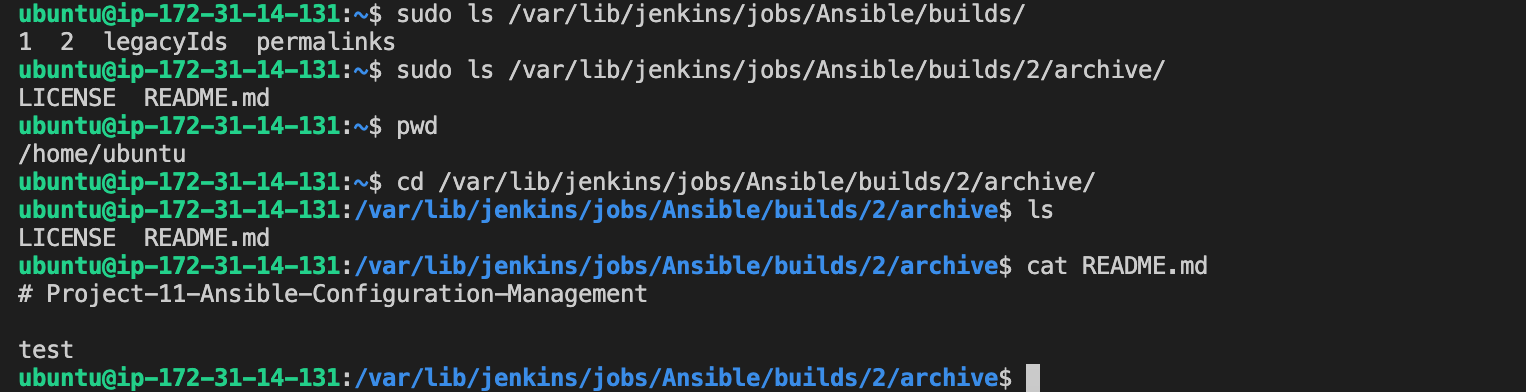 ubuntu@ip-172-31-14-131:~$ sudo ls /var/lib/jenkins/jobs/Ansible/builds/
1  2  legacyIds  permalinks
ubuntu@ip-172-31-14-131:~$ sudo ls /var/lib/jenkins/jobs/Ansible/builds/2/archive/
LICENSE  README.md
ubuntu@ip-172-31-14-131:~$ pwd
/home/ubuntu
ubuntu@ip-172-31-14-131:~$ cd /var/lib/jenkins/jobs/Ansible/builds/2/archive/
ubuntu@ip-172-31-14-131:/var/lib/jenkins/jobs/Ansible/builds/2/archive$ ls
LICENSE  README.md
ubuntu@ip-172-31-14-131:/var/lib/jenkins/jobs/Ansible/builds/2/archive$ cat README.md
# Project-11-Ansible-Configuration-Management
test
ubuntu@ip-172-31-14-131:/var/lib/jenkins/jobs/Ansible/builds/2/archive$